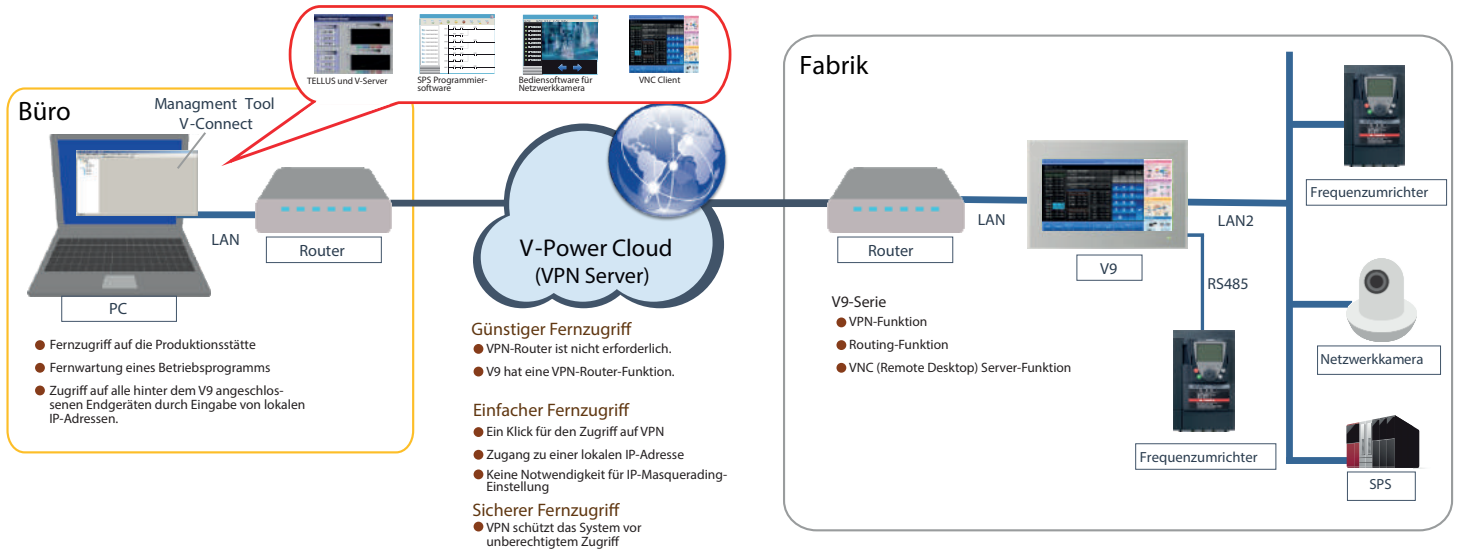 TELLUS und V-Server
SPS Programmier-
software
Bediensoftware für
Netzwerkkamera
VNC Client
Büro
Managment Tool
V-Connect
LAN
Router
PC
Fernzugriff auf die Produktionsstätte
Fernwartung eines Betriebsprogramms
Zugriff auf alle hinter dem V9 angeschlos-
senen Endgeräten durch Eingabe von lokalen
IP-Adressen.
V-Power Cloud
(VPN Server)
Günstiger Fernzugriff
VPN-Router ist nicht erforderlich.
V9 hat eine VPN-Router-Funktion.
Einfacher Fernzugriff
Ein Klick für den Zugriff auf VPN
Zugang zu einer lokalen IP-Adresse
Keine Notwendigkeit für IP-Masquerading-
Einstellung
Sicherer Fernzugriff
VPN schützt das System vor
unberechtigtem Zugriff
Fabrik
Router
LAN
V9
LAN2
RS485
V9-Serie
VPN-Funktion
Routing-Funktion
VNC (Remote Desktop) Server-Funktion
Frequenzumrichter
Netzwerkkamera
Frequenzumrichter
SPS